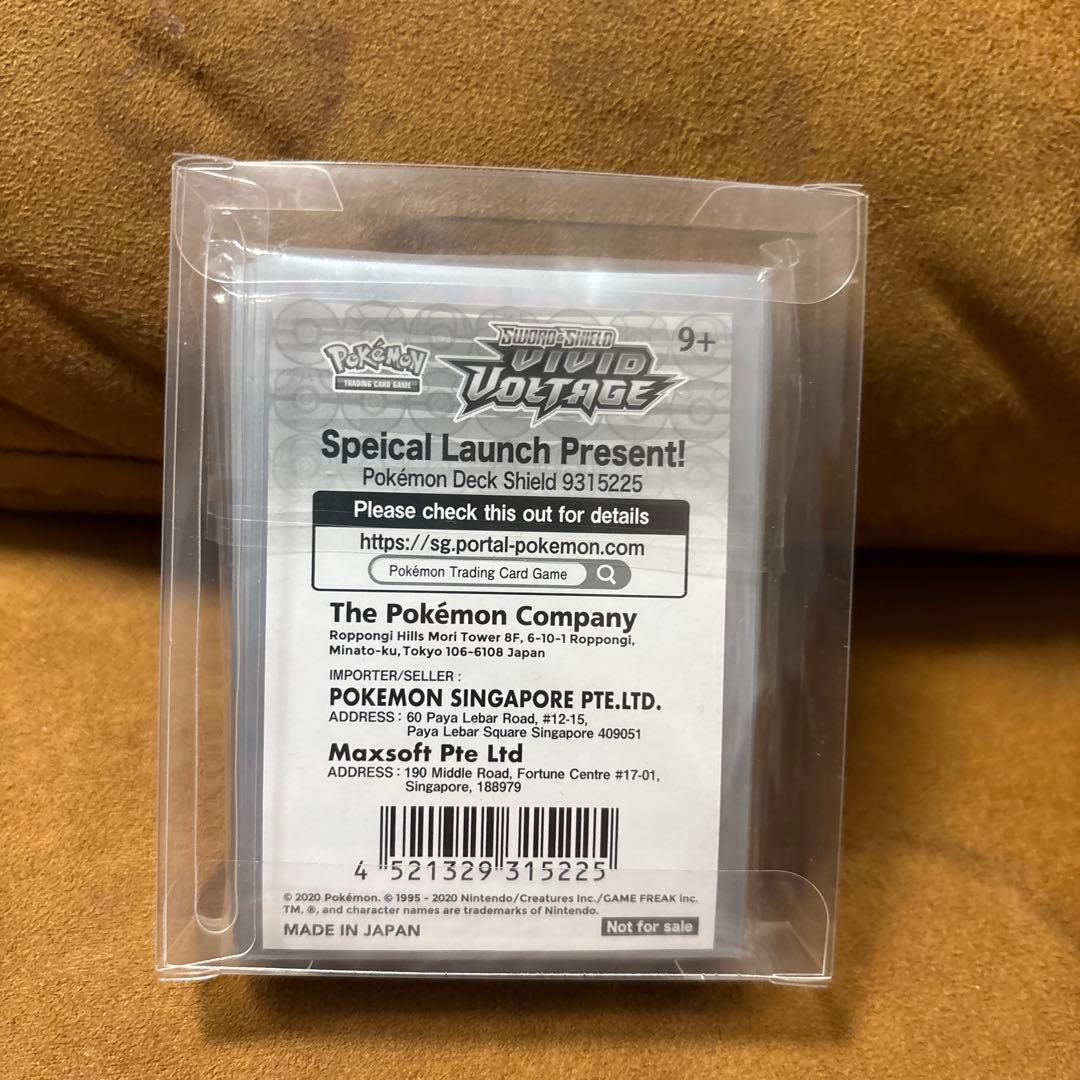 Pokémon
TRADING CARD GAME
SWORD & SHIELD
VIVID
VOLTAGE
9+
Speical Launch Present!
Pokémon Deck Shield 9315225
Please check this out for details
https://sg.portal-pokemon.com
Pokémon Trading Card Game
The Pokémon Company
Roppongi Hills Mori Tower 8F, 6-10-1 Roppongi,
Minato-ku, Tokyo 106-6108 Japan
IMPORTER/SELLER :
POKEMON SINGAPORE PTE.LTD.
ADDRESS : 60 Paya Lebar Road, #12-15,
Paya Lebar Square Singapore 409051
Maxsoft Pte Ltd
ADDRESS : 190 Middle Road, Fortune Centre #17-01,
Singapore, 188979
4 521329 315225
© 2020 Pokémon. © 1995 - 2020 Nintendo/Creatures Inc./GAME FREAK inc.
TM, ®, and character names are trademarks of Nintendo.
MADE IN JAPAN
Not for sale